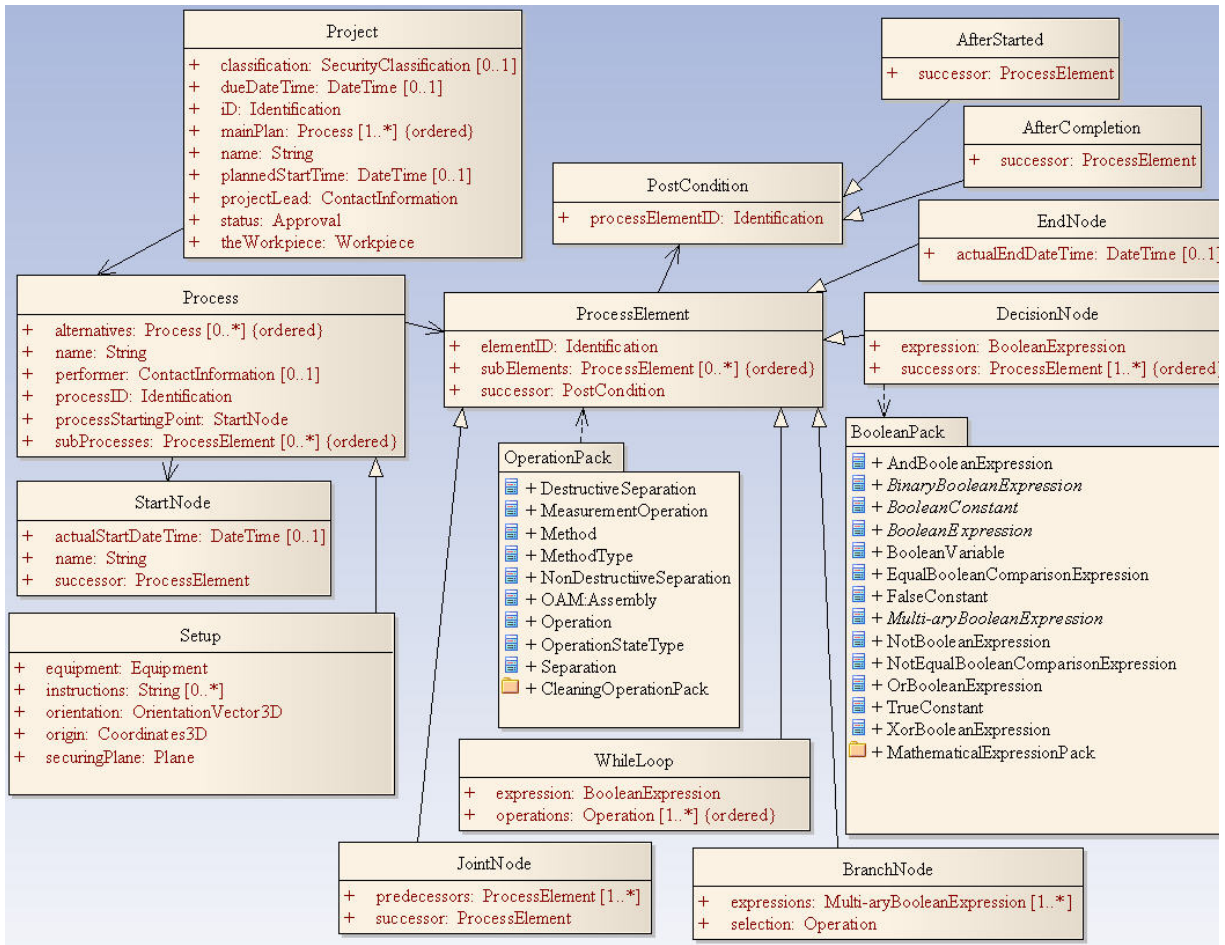 Project
+ classification: SecurityClassification [0..1]
+ dueDateTime: DateTime [0..1]
+ iD: Identification
+ mainPlan: Process [1..*] {ordered}
+ name: String
+ plannedStartTime: DateTime [0..1]
+ projectLead: ContactInformation
+ status: Approval
+ theWorkpiece: Workpiece
AfterStarted
+ successor: ProcessElement
AfterCompletion
+ successor: ProcessElement
PostCondition
+ processElementID: Identification
EndNode
+ actualEndDateTime: DateTime [0..1]
Process
+ alternatives: Process [0..*] {ordered}
+ name: String
+ performer: ContactInformation [0..1]
+ processID: Identification
+ processStartingPoint: StartNode
+ subProcesses: ProcessElement [0..*] {ordered}
ProcessElement
+ elementID: Identification
+ subElements: ProcessElement [0..*] {ordered}
+ successor: PostCondition
DecisionNode
+ expression: BooleanExpression
+ successors: ProcessElement [1..*] {ordered}
StartNode
+ actualStartDateTime: DateTime [0..1]
+ name: String
+ successor: ProcessElement
OperationPack
+ DestructiveSeparation
+ MeasurementOperation
+ Method
+ MethodType
+ NonDestructiiveSeparation
+ OAM:Assembly
+ Operation
+ OperationStateType
+ Separation
+ CleaningOperationPack
BooleanPack
+ AndBooleanExpression
+ BinaryBooleanExpression
+ BooleanConstant
+ BooleanExpression
+ BooleanVariable
+ EqualBooleanComparisonExpression
+ FalseConstant
+ Multi-aryBooleanExpression
+ NotBooleanExpression
+ NotEqualBooleanComparisonExpression
+ OrBooleanExpression
+ TrueConstant
+ XorBooleanExpression
+ MathematicalExpressionPack
Setup
+ equipment: Equipment
+ instructions: String [0..*]
+ orientation: OrientationVector3D
+ origin: Coordinates3D
+ securingPlane: Plane
WhileLoop
+ expression: BooleanExpression
+ operations: Operation [1..*] {ordered}
JointNode
+ predecessors: ProcessElement [1..*]
+ successor: ProcessElement
BranchNode
+ expressions: Multi-aryBooleanExpression [1..*]
+ selection: Operation